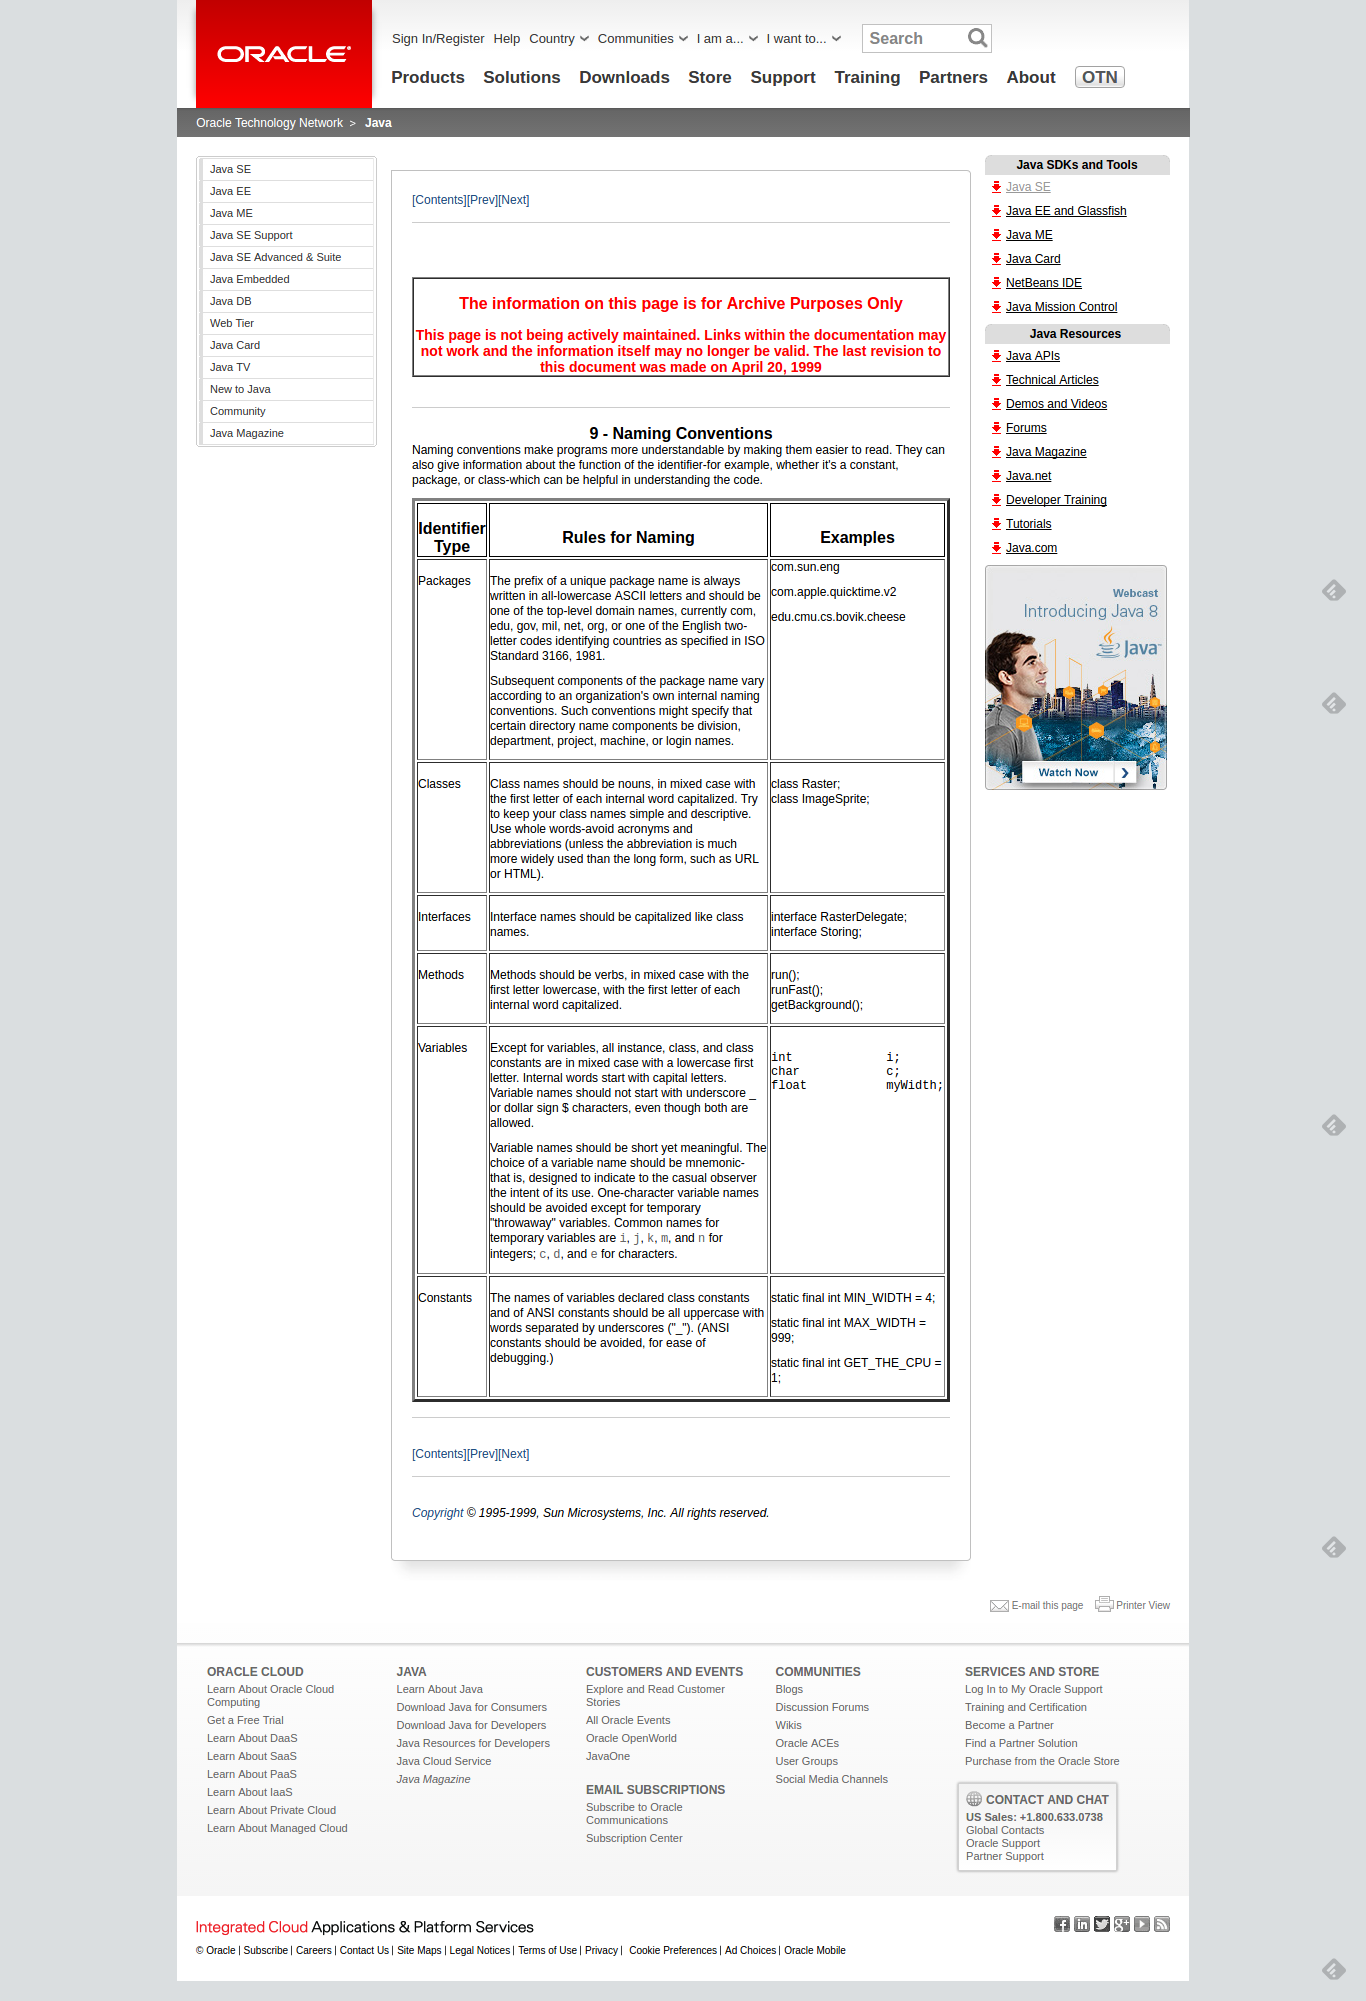 ORACLE
Sign In/Register Help Country Communities I am a... I want to... Search
Products Solutions Downloads Store Support Training Partners About OTN
Oracle Technology Network > Java
Java SE
Java EE
Java ME
Java SE Support
Java SE Advanced & Suite
Java Embedded
Java DB
Web Tier
Java Card
Java TV
New to Java
Community
Java Magazine
[Contents][Prev][Next]
The information on this page is for Archive Purposes Only
This page is not being actively maintained. Links within the documentation may
not work and the information itself may no longer be valid. The last revision to
this document was made on April 20, 1999
9 - Naming Conventions
Naming conventions make programs more understandable by making them easier to read. They can
also give information about the function of the identifier-for example, whether it's a constant,
package, or class-which can be helpful in understanding the code.
Identifier
Type
Rules for Naming
Examples
Packages
The prefix of a unique package name is always
written in all-lowercase ASCII letters and should be
one of the top-level domain names, currently com,
edu, gov, mil, net, org, or one of the English two-
letter codes identifying countries as specified in ISO
Standard 3166, 1981.
Subsequent components of the package name vary
according to an organization's own internal naming
conventions. Such conventions might specify that
certain directory name components be division,
department, project, machine, or login names.
com.sun.eng
com.apple.quicktime.v2
edu.cmu.cs.bovik.cheese
Classes
Class names should be nouns, in mixed case with
the first letter of each internal word capitalized. Try
to keep your class names simple and descriptive.
Use whole words-avoid acronyms and
abbreviations (unless the abbreviation is much
more widely used than the long form, such as URL
or HTML).
class Raster;
class ImageSprite;
Interfaces
Interface names should be capitalized like class
names.
interface RasterDelegate;
interface Storing;
Methods
Methods should be verbs, in mixed case with the
first letter lowercase, with the first letter of each
internal word capitalized.
run();
runFast();
getBackground();
Variables
Except for variables, all instance, class, and class
constants are in mixed case with a lowercase first
letter. Internal words start with capital letters.
Variable names should not start with underscore _
or dollar sign $ characters, even though both are
allowed.
Variable names should be short yet meaningful. The
choice of a variable name should be mnemonic-
that is, designed to indicate to the casual observer
the intent of its use. One-character variable names
should be avoided except for temporary
"throwaway" variables. Common names for
temporary variables are i, j, k, m, and n for
integers; c, d, and e for characters.
int i;
char c;
float myWidth;
Constants
The names of variables declared class constants
and of ANSI constants should be all uppercase with
words separated by underscores ("_"). (ANSI
constants should be avoided, for ease of
debugging.)
static final int MIN_WIDTH = 4;
static final int MAX_WIDTH =
999;
static final int GET_THE_CPU =
1;
[Contents][Prev][Next]
Copyright © 1995-1999, Sun Microsystems, Inc. All rights reserved.
Java SDKs and Tools
Java SE
Java EE and Glassfish
Java ME
Java Card
NetBeans IDE
Java Mission Control
Java Resources
Java APIs
Technical Articles
Demos and Videos
Forums
Java Magazine
Java.net
Developer Training
Tutorials
Java.com
Webcast
Introducing Java 8
Java™
Watch Now
E-mail this page Printer View
ORACLE CLOUD
Learn About Oracle Cloud
Computing
Get a Free Trial
Learn About DaaS
Learn About SaaS
Learn About PaaS
Learn About IaaS
Learn About Private Cloud
Learn About Managed Cloud
JAVA
Learn About Java
Download Java for Consumers
Download Java for Developers
Java Resources for Developers
Java Cloud Service
Java Magazine
CUSTOMERS AND EVENTS
Explore and Read Customer
Stories
All Oracle Events
Oracle OpenWorld
JavaOne
EMAIL SUBSCRIPTIONS
Subscribe to Oracle
Communications
Subscription Center
COMMUNITIES
Blogs
Discussion Forums
Wikis
Oracle ACEs
User Groups
Social Media Channels
SERVICES AND STORE
Log In to My Oracle Support
Training and Certification
Become a Partner
Find a Partner Solution
Purchase from the Oracle Store
CONTACT AND CHAT
US Sales: +1.800.633.0738
Global Contacts
Oracle Support
Partner Support
Integrated Cloud Applications & Platform Services
© Oracle | Subscribe | Careers | Contact Us | Site Maps | Legal Notices | Terms of Use | Privacy | Cookie Preferences | Ad Choices | Oracle Mobile